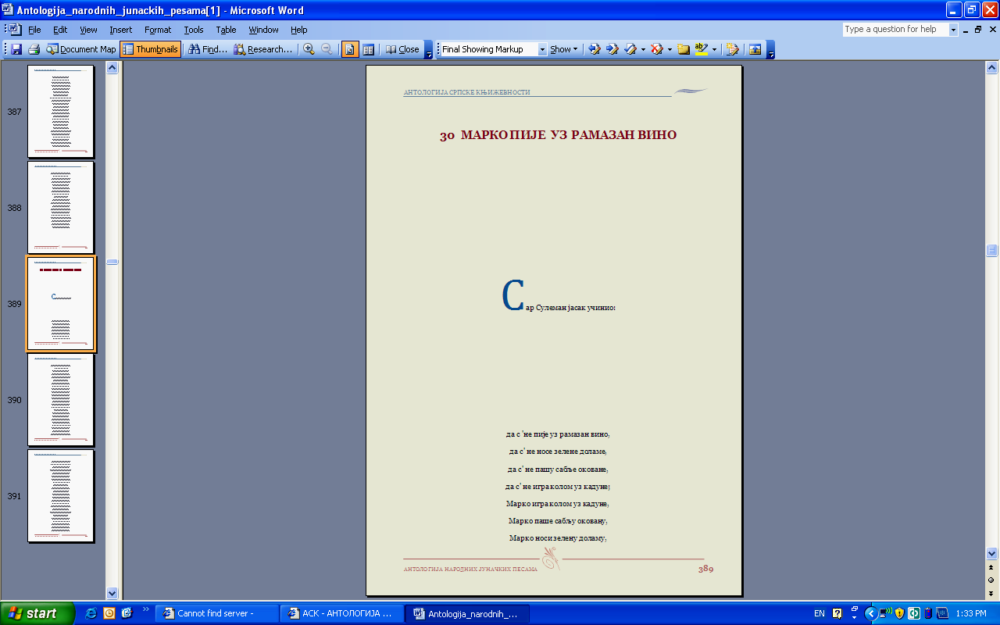 Antologija_narodnih_junackih_pesama[1] - Microsoft Word
File Edit View Insert Format Tools Table Window Help
Type a question for help
Document Map Thumbnails Find... Research... Close Final Showing Markup Show
387
388
389
390
391
АНТОЛОГИЈА СРПСКЕ КЊИЖЕВНОСТИ
30 МАРКО ПИЈЕ УЗ РАМАЗАН ВИНО
Сар Сулеман јасак учинио:
да с 'не пије уз рамазан вино,
да с' не носе зелене доламе,
да с' не пашу сабље оковане,
да с' не игра колом уз кадуне;
Марко игра колом уз кадуне,
Марко паше сабљу оковану,
Марко носи зелену доламу,
АНТОЛОГИЈА НАРОДНИХ ЈУНАЧКИХ ПЕСАМА
389
start Cannot find server - АСК - АНТОЛОГИЈА ... Antologija_narodnih_... EN 1:33 PM